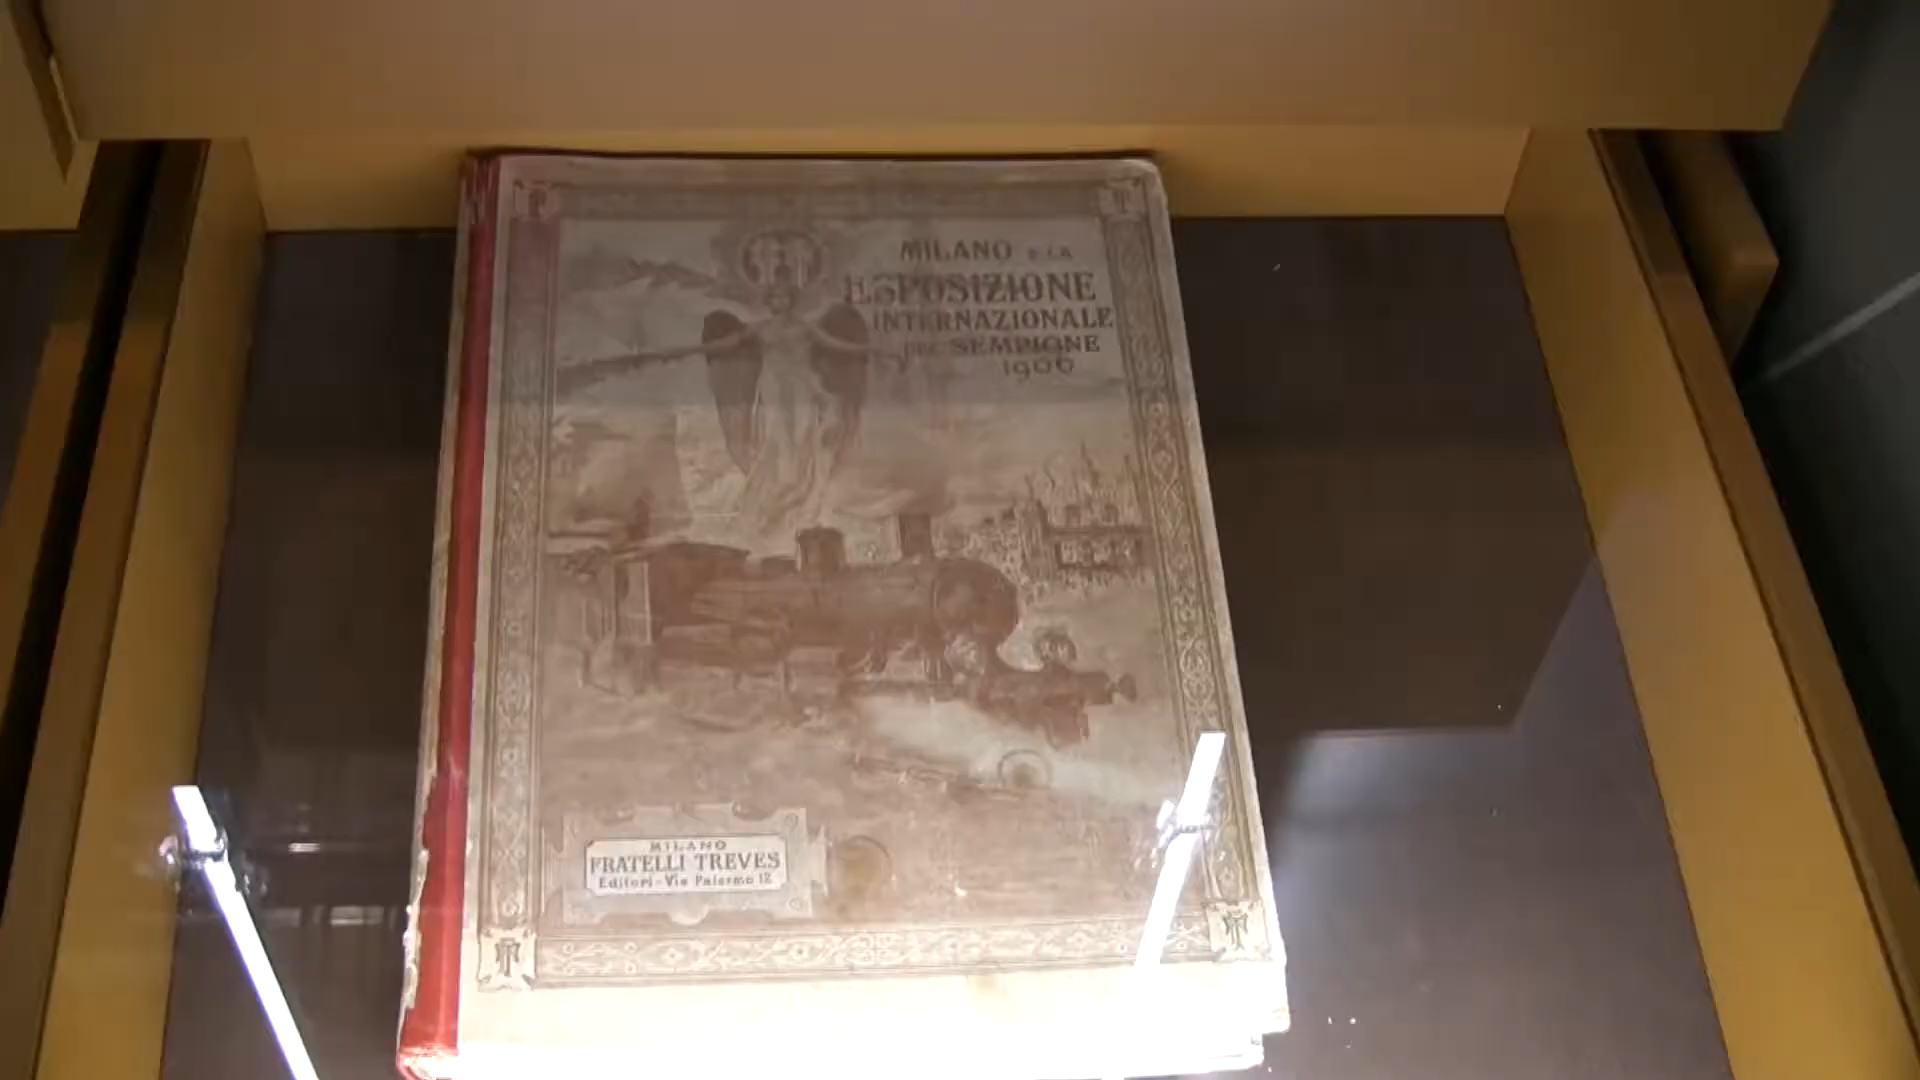 MILANO E LA
ESPOSIZIONE
INTERNAZIONALE
DEL SEMPIONE
1906
MILANO
FRATELLI TREVES
Editori-Via Palermo 12